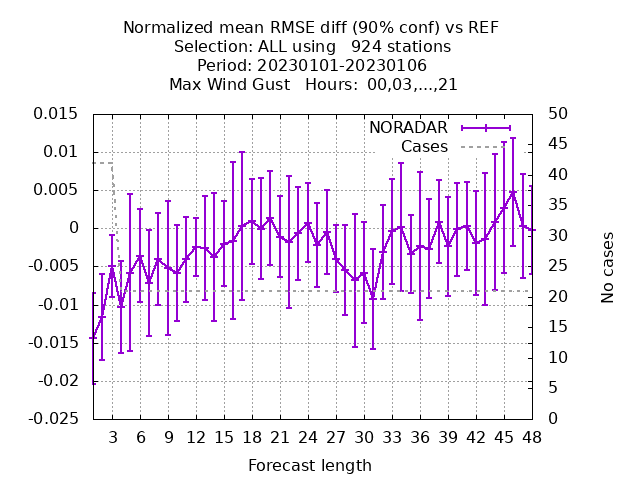 Normalized mean RMSE diff (90% conf) vs REF
Selection: ALL using   924 stations
Period: 20230101-20230106
Max Wind Gust   Hours:  00,03,...,21
NORADAR
Cases
0.015
0.01
0.005
0
-0.005
-0.01
-0.015
-0.02
-0.025
50
45
40
35
30
25
20
15
10
5
0
No cases
3 6 9 12 15 18 21 24 27 30 33 36 39 42 45 48
Forecast length